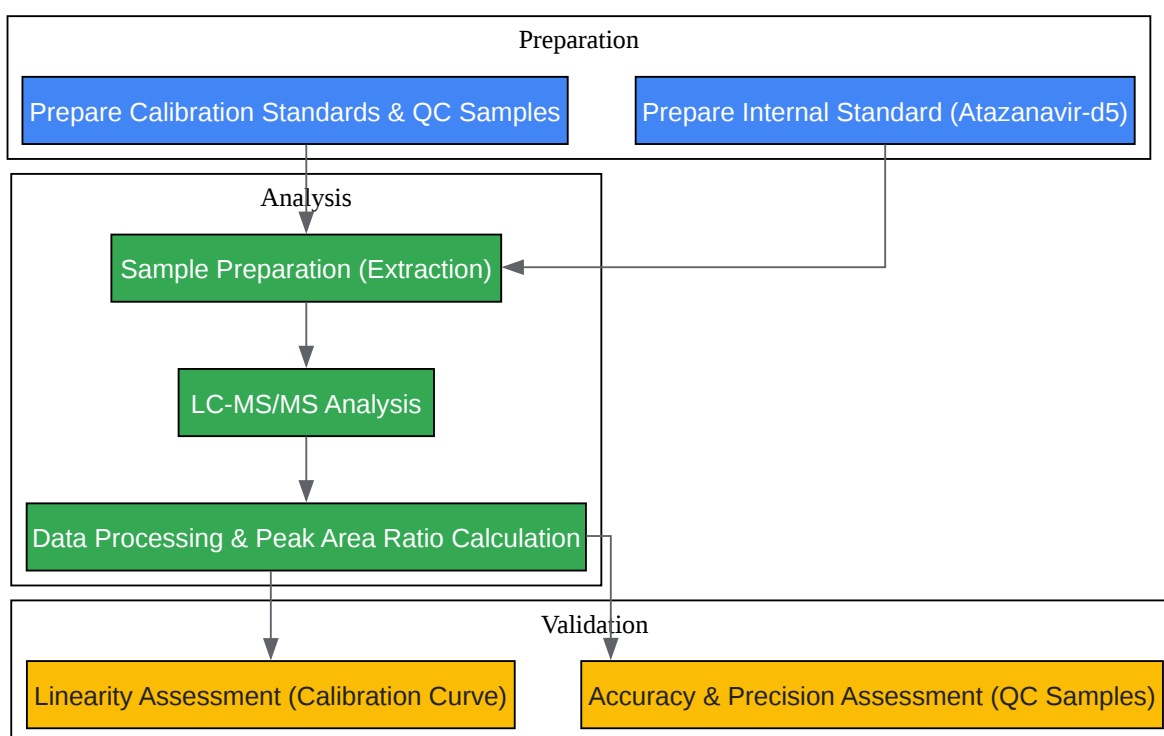 Preparation
Prepare Calibration Standards & QC Samples
Prepare Internal Standard (Atazanavir-d5)
Analysis
Sample Preparation (Extraction)
LC-MS/MS Analysis
Data Processing & Peak Area Ratio Calculation
Validation
Linearity Assessment (Calibration Curve)
Accuracy & Precision Assessment (QC Samples)